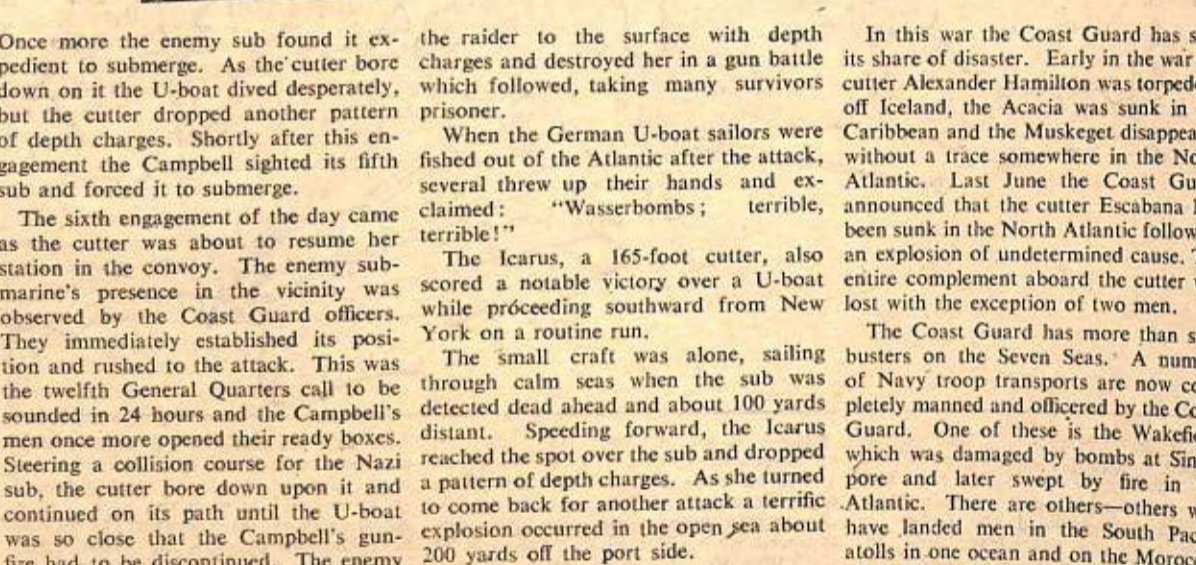 Once more the enemy sub found it ex-
pedient to submerge. As the cutter bore
down on it the U-boat dived desperately,
but the cutter dropped another pattern
of depth charges. Shortly after this en-
gagement the Campbell sighted its fifth
sub and forced it to submerge.
The sixth engagement of the day came
as the cutter was about to resume her
station in the convoy. The enemy sub-
marine's presence in the vicinity was
observed by the Coast Guard officers.
They immediately established its posi-
tion and rushed to the attack. This was
the twelfth General Quarters call to be
sounded in 24 hours and the Campbell's
men once more opened their ready boxes.
Steering a collision course for the Nazi
sub, the cutter bore down upon it and
continued on its path until the U-boat
was so close that the Campbell's gun-
fire had to be discontinued. The enemy
the raider to the surface with depth
charges and destroyed her in a gun battle
which followed, taking many survivors
prisoner.
When the German U-boat sailors were
fished out of the Atlantic after the attack,
several threw up their hands and ex-
claimed: "Wasserbombs; terrible,
terrible!"
The Icarus, a 165-foot cutter, also
scored a notable victory over a U-boat
while proceeding southward from New
York on a routine run.
The small craft was alone, sailing
through calm seas when the sub was
detected dead ahead and about 100 yards
distant. Speeding forward, the Icarus
reached the spot over the sub and dropped
a pattern of depth charges. As she turned
to come back for another attack a terrific
explosion occurred in the open sea about
200 yards off the port side.
In this war the Coast Guard has s
its share of disaster. Early in the war
cutter Alexander Hamilton was torpedo
off Iceland, the Acacia was sunk in
Caribbean and the Muskeget disappea
without a trace somewhere in the No
Atlantic. Last June the Coast Gu
announced that the cutter Escabana
been sunk in the North Atlantic follow
an explosion of undetermined cause.
entire complement aboard the cutter
lost with the exception of two men.
The Coast Guard has more than s
busters on the Seven Seas. A num
of Navy troop transports are now co
pletely manned and officered by the Co
Guard. One of these is the Wakefie
which was damaged by bombs at Sin
pore and later swept by fire in
Atlantic. There are others—others w
have landed men in the South Pac
atolls in one ocean and on the Moroc